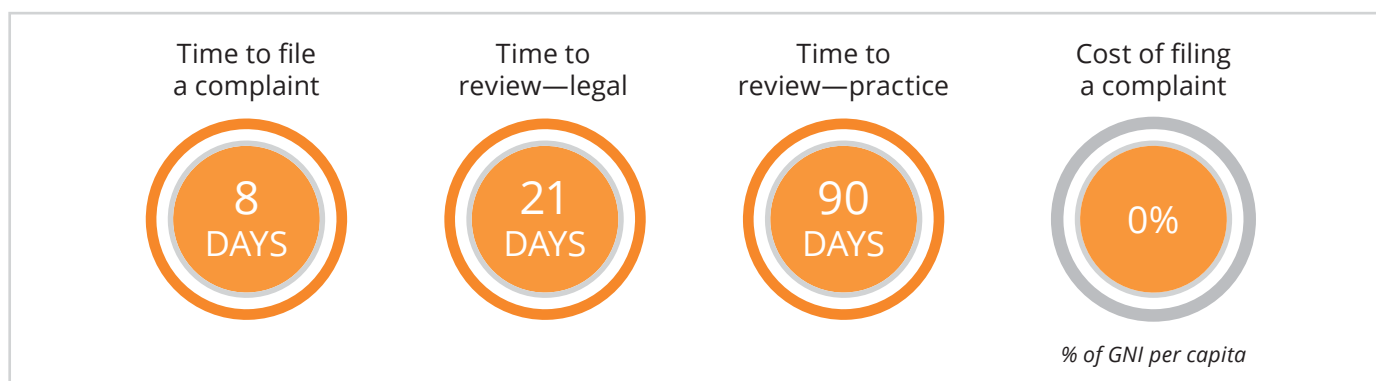 Time to file
a complaint
8
DAYS
Time to
review—legal
21
DAYS
Time to
review—practice
90
DAYS
Cost of filing
a complaint
0%
% of GNI per capita